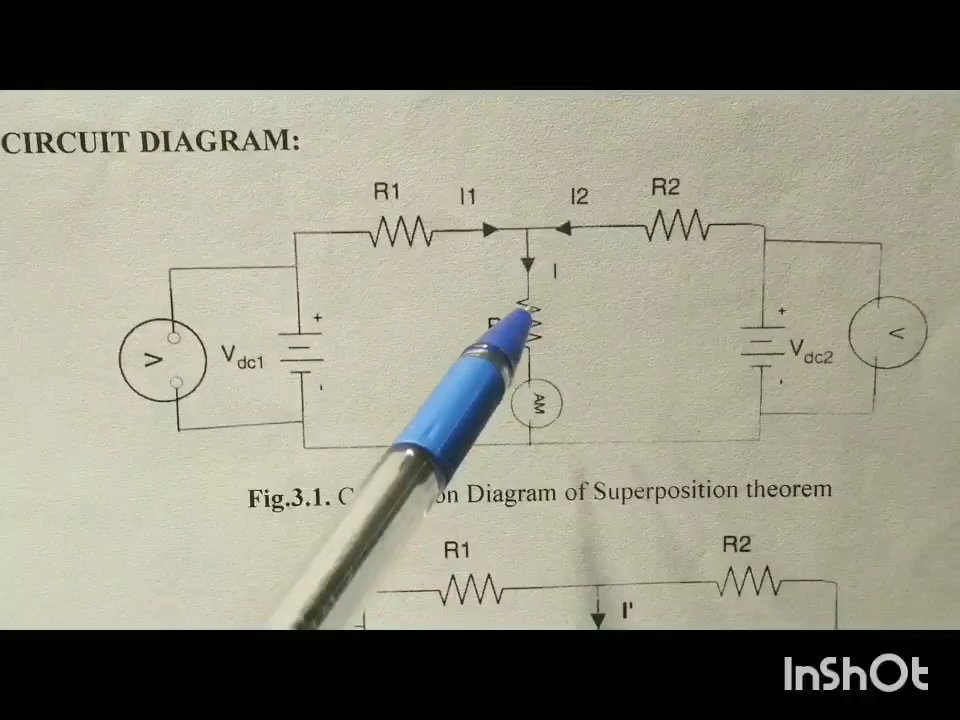 CIRCUIT DIAGRAM:
R1 I1 I2 R2
I
+ +
V Vdc1 Vdc2 V
AM
Fig.3.1. on Diagram of Superposition theorem
R1 R2
I'
InShOt